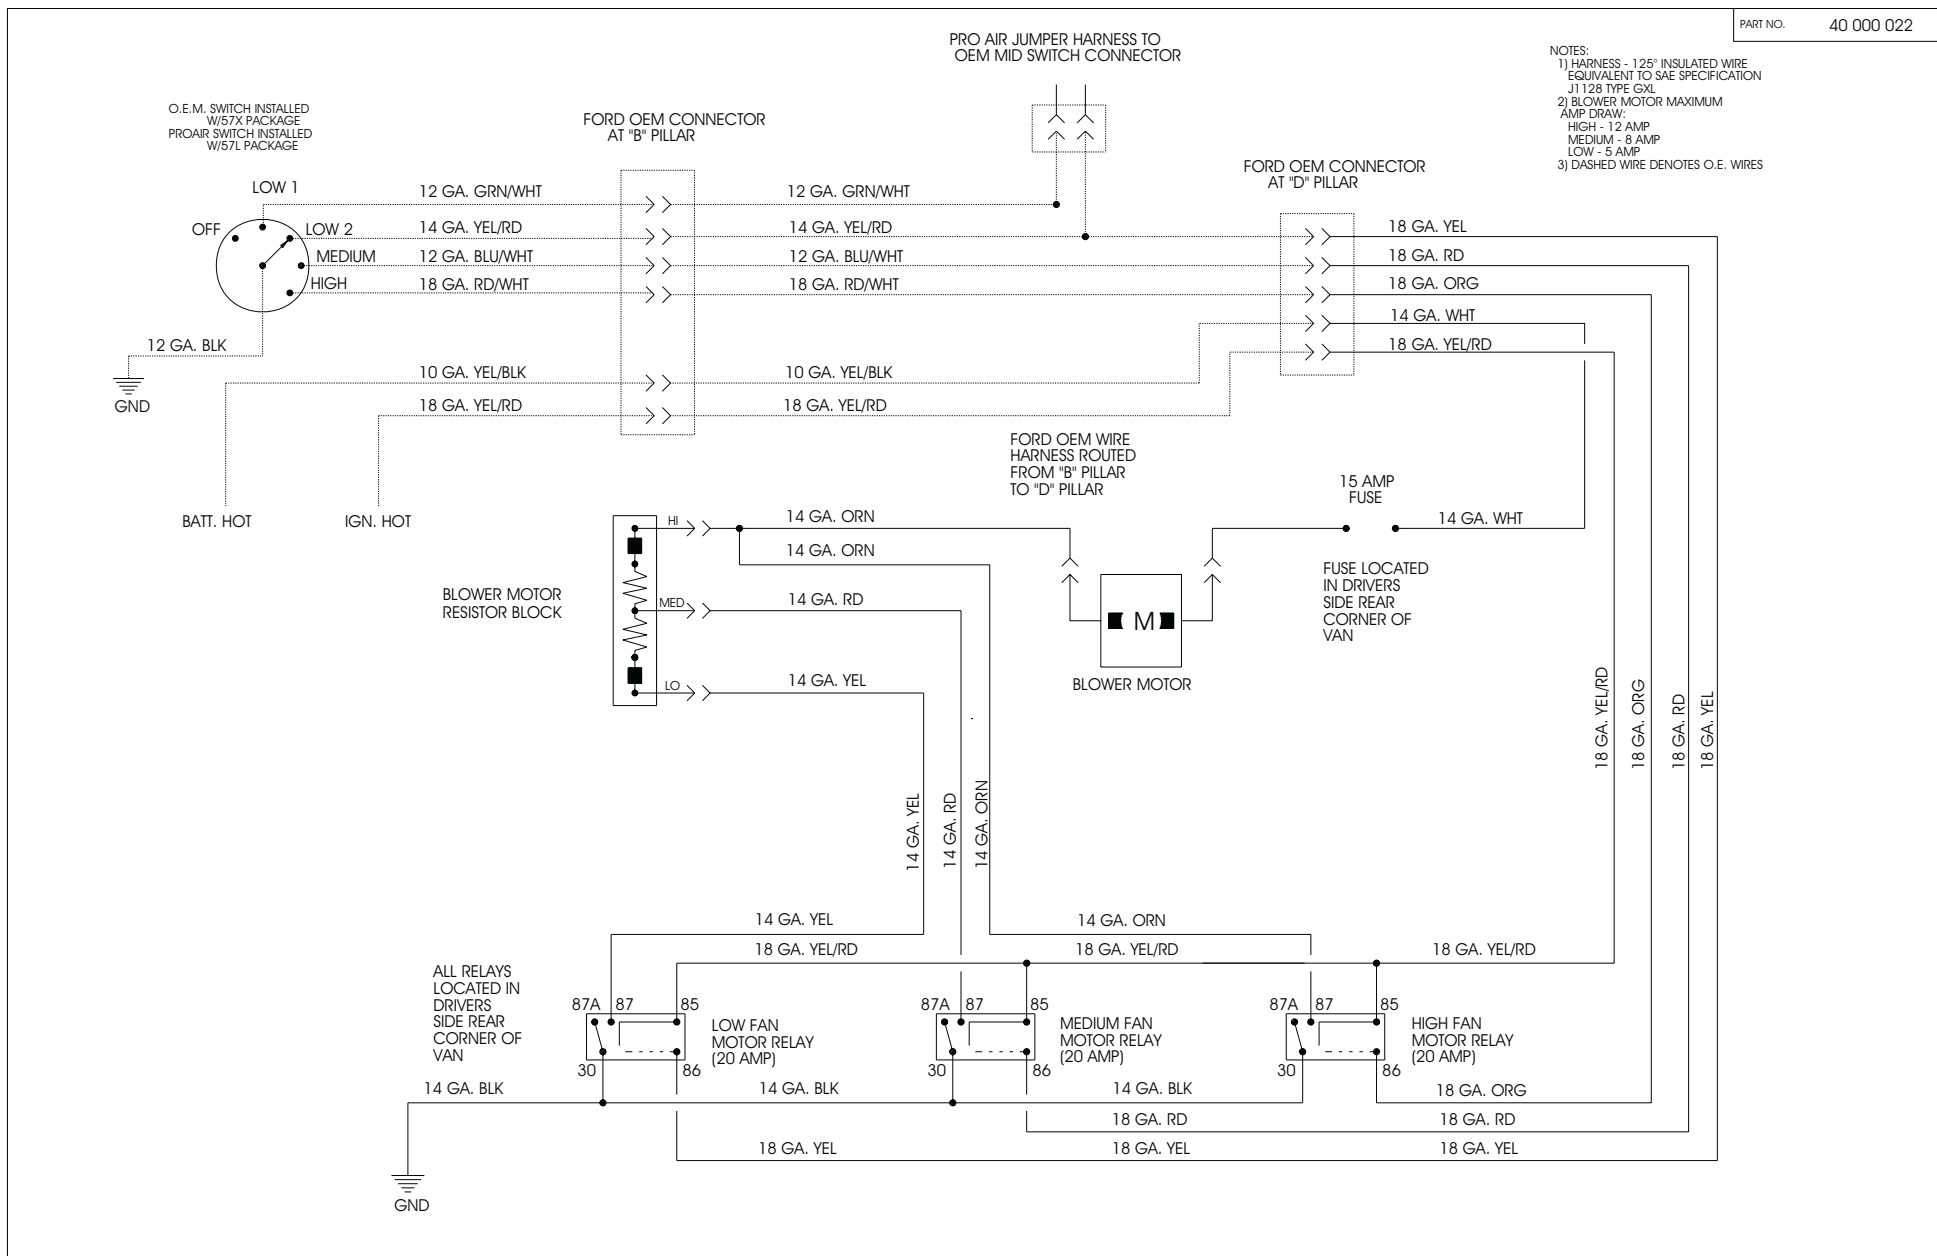 PART NO. 40 000 022
NOTES:
1) HARNESS - 125° INSULATED WIRE
EQUIVALENT TO SAE SPECIFICATION
J1128 TYPE GXL
2) BLOWER MOTOR MAXIMUM
AMP DRAW:
HIGH - 12 AMP
MEDIUM - 8 AMP
LOW - 5 AMP
3) DASHED WIRE DENOTES O.E. WIRES
PRO AIR JUMPER HARNESS TO
OEM MID SWITCH CONNECTOR
O.E.M. SWITCH INSTALLED
W/57X PACKAGE
PROAIR SWITCH INSTALLED
W/57L PACKAGE
FORD OEM CONNECTOR
AT "B" PILLAR
FORD OEM CONNECTOR
AT "D" PILLAR
LOW 1
OFF
LOW 2
MEDIUM
HIGH
12 GA. GRN/WHT
14 GA. YEL/RD
12 GA. BLU/WHT
18 GA. RD/WHT
12 GA. GRN/WHT
14 GA. YEL/RD
12 GA. BLU/WHT
18 GA. RD/WHT
18 GA. YEL
18 GA. RD
18 GA. ORG
14 GA. WHT
18 GA. YEL/RD
12 GA. BLK
GND
10 GA. YEL/BLK
18 GA. YEL/RD
10 GA. YEL/BLK
18 GA. YEL/RD
BATT. HOT
IGN. HOT
FORD OEM WIRE
HARNESS ROUTED
FROM "B" PILLAR
TO "D" PILLAR
15 AMP
FUSE
14 GA. WHT
FUSE LOCATED
IN DRIVERS
SIDE REAR
CORNER OF
VAN
BLOWER MOTOR
RESISTOR BLOCK
HI
MED
LO
14 GA. ORN
14 GA. ORN
14 GA. RD
14 GA. YEL
M
BLOWER MOTOR
14 GA. YEL
14 GA. RD
14 GA. ORN
18 GA. YEL/RD
18 GA. ORG
18 GA. RD
18 GA. YEL
14 GA. YEL
14 GA. ORN
18 GA. YEL/RD
18 GA. YEL/RD
18 GA. YEL/RD
ALL RELAYS
LOCATED IN
DRIVERS
SIDE REAR
CORNER OF
VAN
87A 87 85
30 86
LOW FAN
MOTOR RELAY
(20 AMP)
87A 87 85
30 86
MEDIUM FAN
MOTOR RELAY
(20 AMP)
87A 87 85
30 86
HIGH FAN
MOTOR RELAY
(20 AMP)
14 GA. BLK
14 GA. BLK
14 GA. BLK
18 GA. ORG
18 GA. RD
18 GA. RD
18 GA. YEL
18 GA. YEL
18 GA. YEL
GND